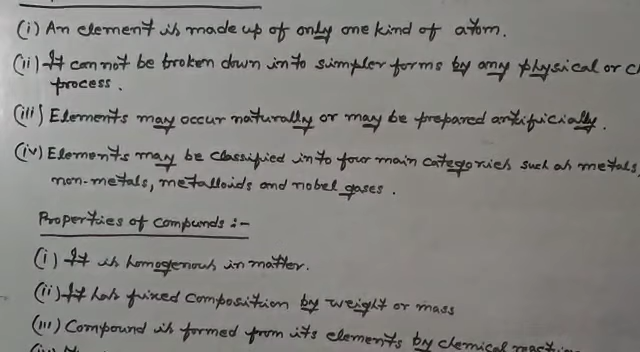 (i) An element is made up of only one kind of atom.
(ii) It can not be broken down into simpler forms by any physical or
process.
(iii) Elements may occur naturally or may be prepared artificially.
(iv) Elements may be classified into four main categories such as metals,
non-metals, metalloids and nobel gases.
Properties of compunds :-
(i) It is homogenous in matter.
(ii) It has fixed composition by weight or mass
(iii) Compound is formed from its elements by chemical